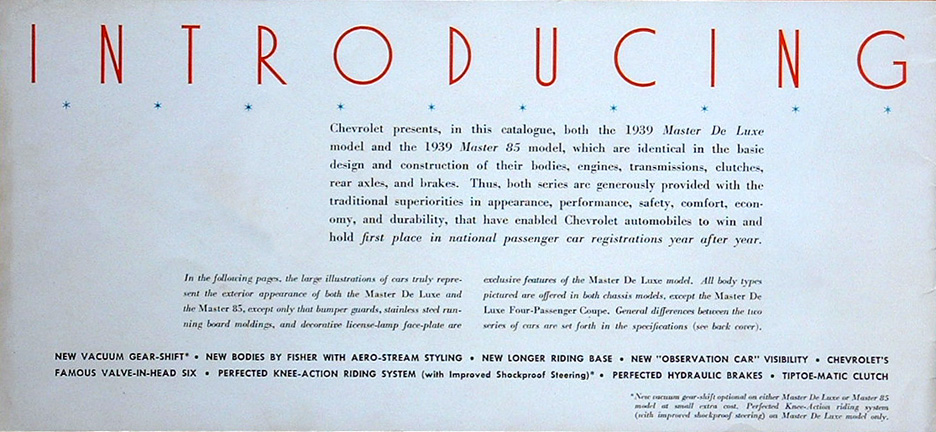 INTRODUCING
Chevrolet presents, in this catalogue, both the 1939 Master De Luxe
model and the 1939 Master 85 model, which are identical in the basic
design and construction of their bodies, engines, transmissions, clutches,
rear axles, and brakes. Thus, both series are generously provided with the
traditional superiorities in appearance, performance, safety, comfort, econ-
omy, and durability, that have enabled Chevrolet automobiles to win and
hold first place in national passenger car registrations year after year.
In the following pages, the large illustrations of cars truly repre-
sent the exterior appearance of both the Master De Luxe and
the Master 85, except only that bumper guards, stainless steel run-
ning board moldings, and decorative license-lamp face-plate are
exclusive features of the Master De Luxe model. All body types
pictured are offered in both chassis models, except the Master De
Luxe Four-Passenger Coupe. General differences between the two
series of cars are set forth in the specifications (see back cover).
NEW VACUUM GEAR-SHIFT* • NEW BODIES BY FISHER WITH AERO-STREAM STYLING • NEW LONGER RIDING BASE • NEW "OBSERVATION CAR" VISIBILITY • CHEVROLET'S
FAMOUS VALVE-IN-HEAD SIX • PERFECTED KNEE-ACTION RIDING SYSTEM (with Improved Shockproof Steering)* • PERFECTED HYDRAULIC BRAKES • TIPTOE-MATIC CLUTCH
*New vacuum gear-shift optional on either Master De Luxe or Master 85
model at small extra cost. Perfected Knee-Action riding system
(with improved shockproof steering) on Master De Luxe model only.